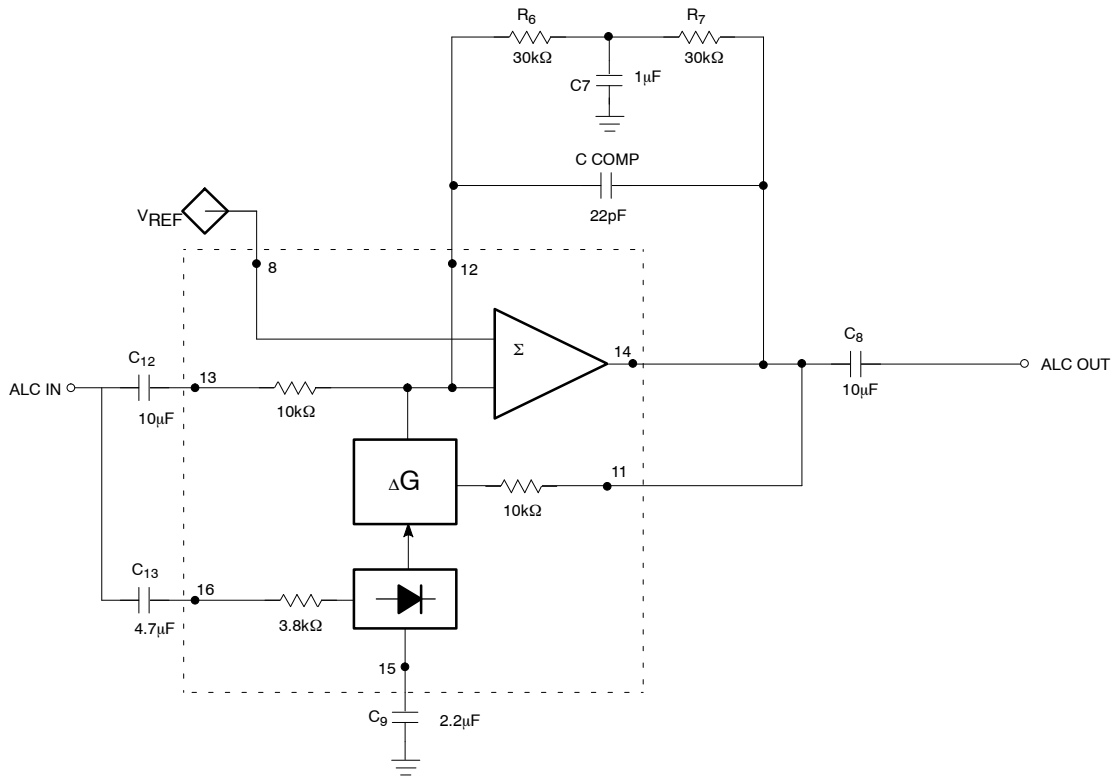 R6
R7
30kΩ
30kΩ
C7
1μF
C COMP
22pF
VREF
8
12
Σ
14
C8
10μF
ALC OUT
C12
ALC IN
13
10μF
10kΩ
ΔG
11
10kΩ
C13
16
4.7μF
3.8kΩ
15
C9
2.2μF